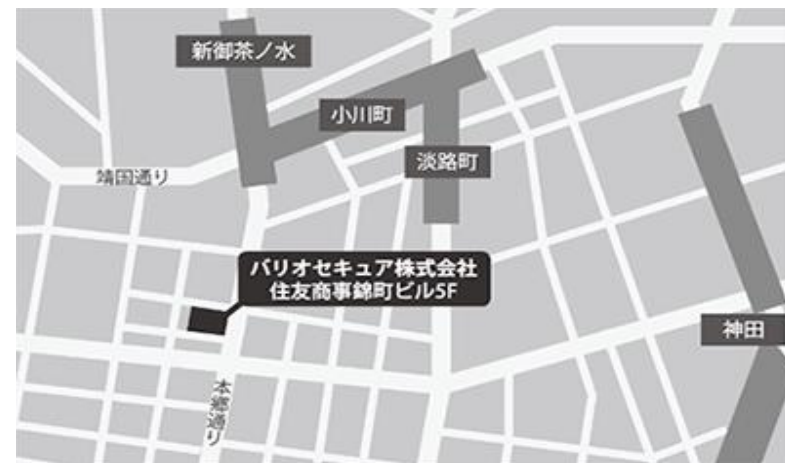 新御茶ノ水
小川町
淡路町
靖国通り
バリオセキュア株式会社
住友商事錦町ビル5F
神田
本郷通り